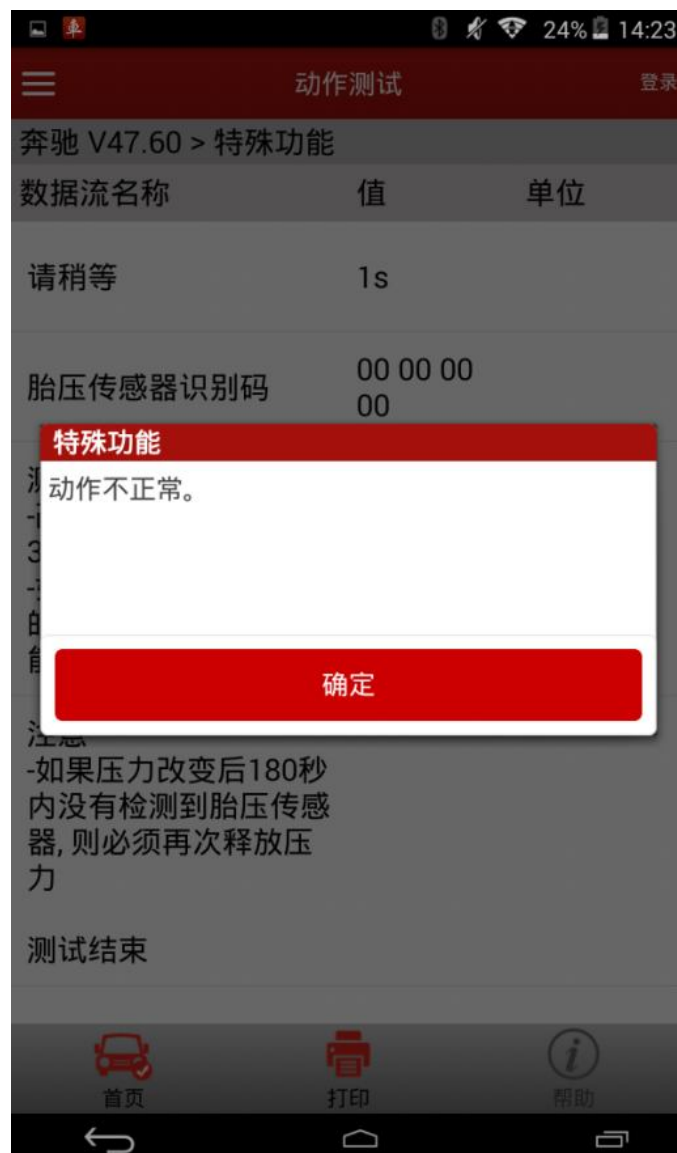 車
24%
14:23
动作测试
登录
奔驰 V47.60 > 特殊功能
数据流名称 值 单位
请稍等 1s
胎压传感器识别码 00 00 00
00
特殊功能
动作不正常。
确定
注意
-如果压力改变后180秒
内没有检测到胎压传感
器, 则必须再次释放压
力
测试结束
首页
打印
帮助